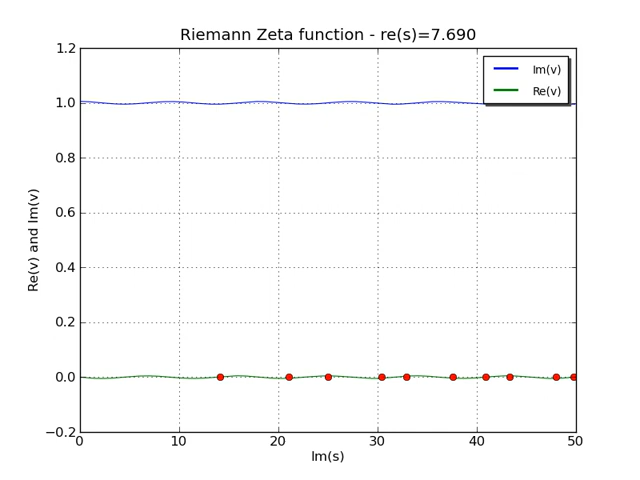 Riemann Zeta function - re(s)=7.690
1.2
1.0
0.8
0.6
0.4
0.2
0.0
−0.2
Re(v) and Im(v)
Im(v)
Re(v)
0 10 20 30 40 50
Im(s)